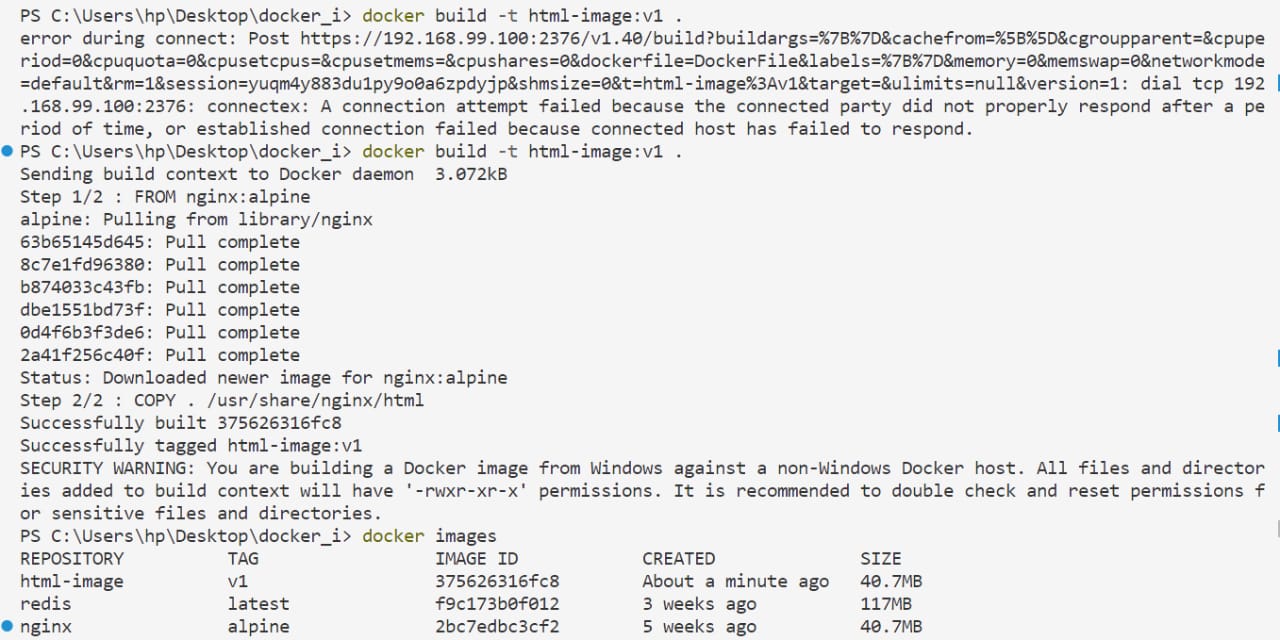 PS C:\Users\hp\Desktop\docker_i> docker build -t html-image:v1 .
error during connect: Post https://192.168.99.100:2376/v1.40/build?buildargs=%7B%7D&cachefrom=%5B%5D&cgroupparent=&cpupe
riod=0&cpuquota=0&cpusetcpus=&cpusetmems=&cpushares=0&dockerfile=DockerFile&labels=%7B%7D&memory=0&memswap=0&networkmode
=default&rm=1&session=yuqm4y883du1py9o0a6zpdyjp&shmsize=0&t=html-image%3Av1&target=&ulimits=null&version=1: dial tcp 192
.168.99.100:2376: connectex: A connection attempt failed because the connected party did not properly respond after a pe
riod of time, or established connection failed because connected host has failed to respond.
PS C:\Users\hp\Desktop\docker_i> docker build -t html-image:v1 .
Sending build context to Docker daemon  3.072kB
Step 1/2 : FROM nginx:alpine
alpine: Pulling from library/nginx
63b65145d645: Pull complete
8c7e1fd96380: Pull complete
b874033c43fb: Pull complete
dbe1551bd73f: Pull complete
0d4f6b3f3de6: Pull complete
2a41f256c40f: Pull complete
Status: Downloaded newer image for nginx:alpine
Step 2/2 : COPY . /usr/share/nginx/html
Successfully built 375626316fc8
Successfully tagged html-image:v1
SECURITY WARNING: You are building a Docker image from Windows against a non-Windows Docker host. All files and director
ies added to build context will have '-rwxr-xr-x' permissions. It is recommended to double check and reset permissions f
or sensitive files and directories.
PS C:\Users\hp\Desktop\docker_i> docker images
REPOSITORY          TAG                 IMAGE ID            CREATED              SIZE
html-image          v1                  375626316fc8        About a minute ago   40.7MB
redis               latest              f9c173b0f012        3 weeks ago          117MB
nginx               alpine              2bc7edbc3cf2        5 weeks ago          40.7MB